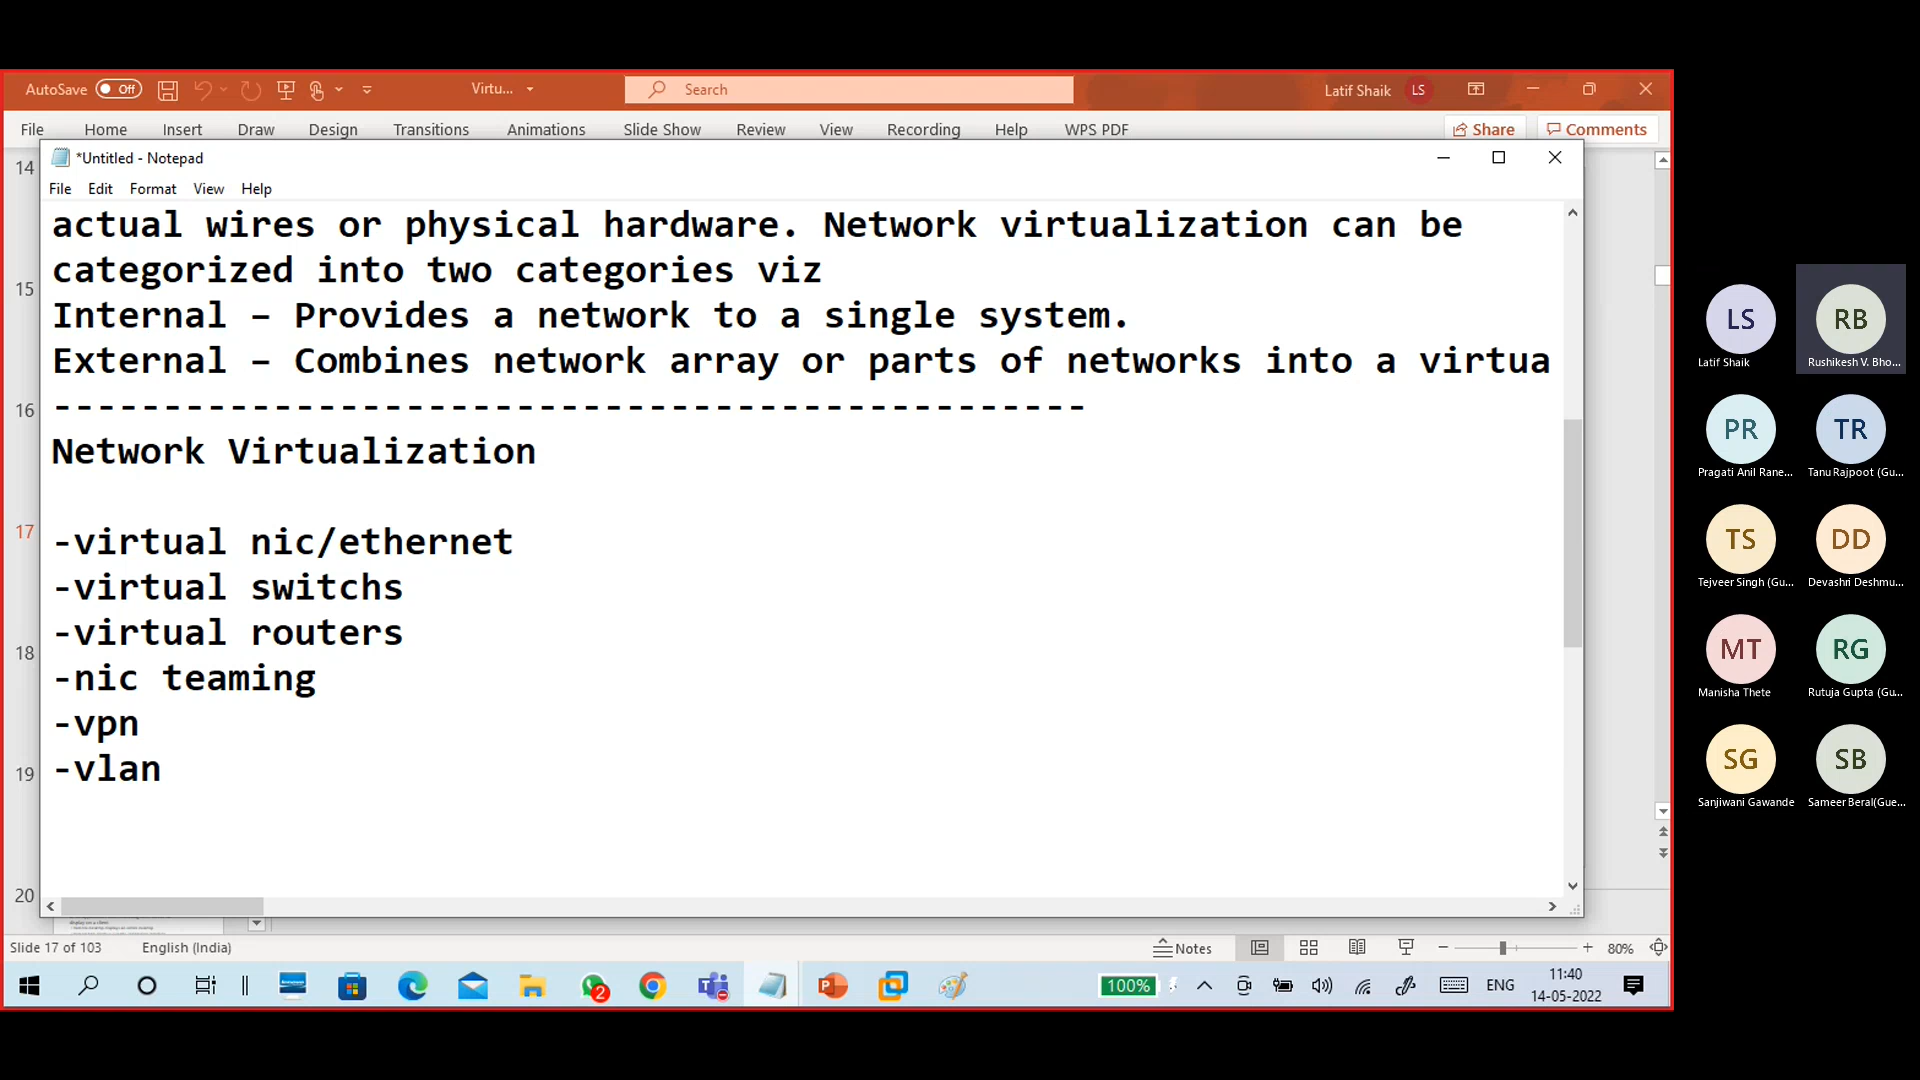 AutoSave Off Virtu... Search Latif Shaik LS
File Home Insert Draw Design Transitions Animations Slide Show Review View Recording Help WPS PDF Share Comments
*Untitled - Notepad
File Edit Format View Help
actual wires or physical hardware. Network virtualization can be
categorized into two categories viz
Internal – Provides a network to a single system.
External – Combines network array or parts of networks into a virtua
-----------------------------------------------
Network Virtualization
-virtual nic/ethernet
-virtual switchs
-virtual routers
-nic teaming
-vpn
-vlan
14
15
16
17
18
19
20
Slide 17 of 103 English (India) Notes 80%
100% ENG 11:40
14-05-2022
2
LS RB
Latif Shaik Rushikesh V. Bho...
PR TR
Pragati Anil Rane... Tanu Rajpoot (Gu...
TS DD
Tejveer Singh (Gu... Devashri Deshmu...
MT RG
Manisha Thete Rutuja Gupta (Gu...
SG SB
Sanjiwani Gawande Sameer Beral(Gue...